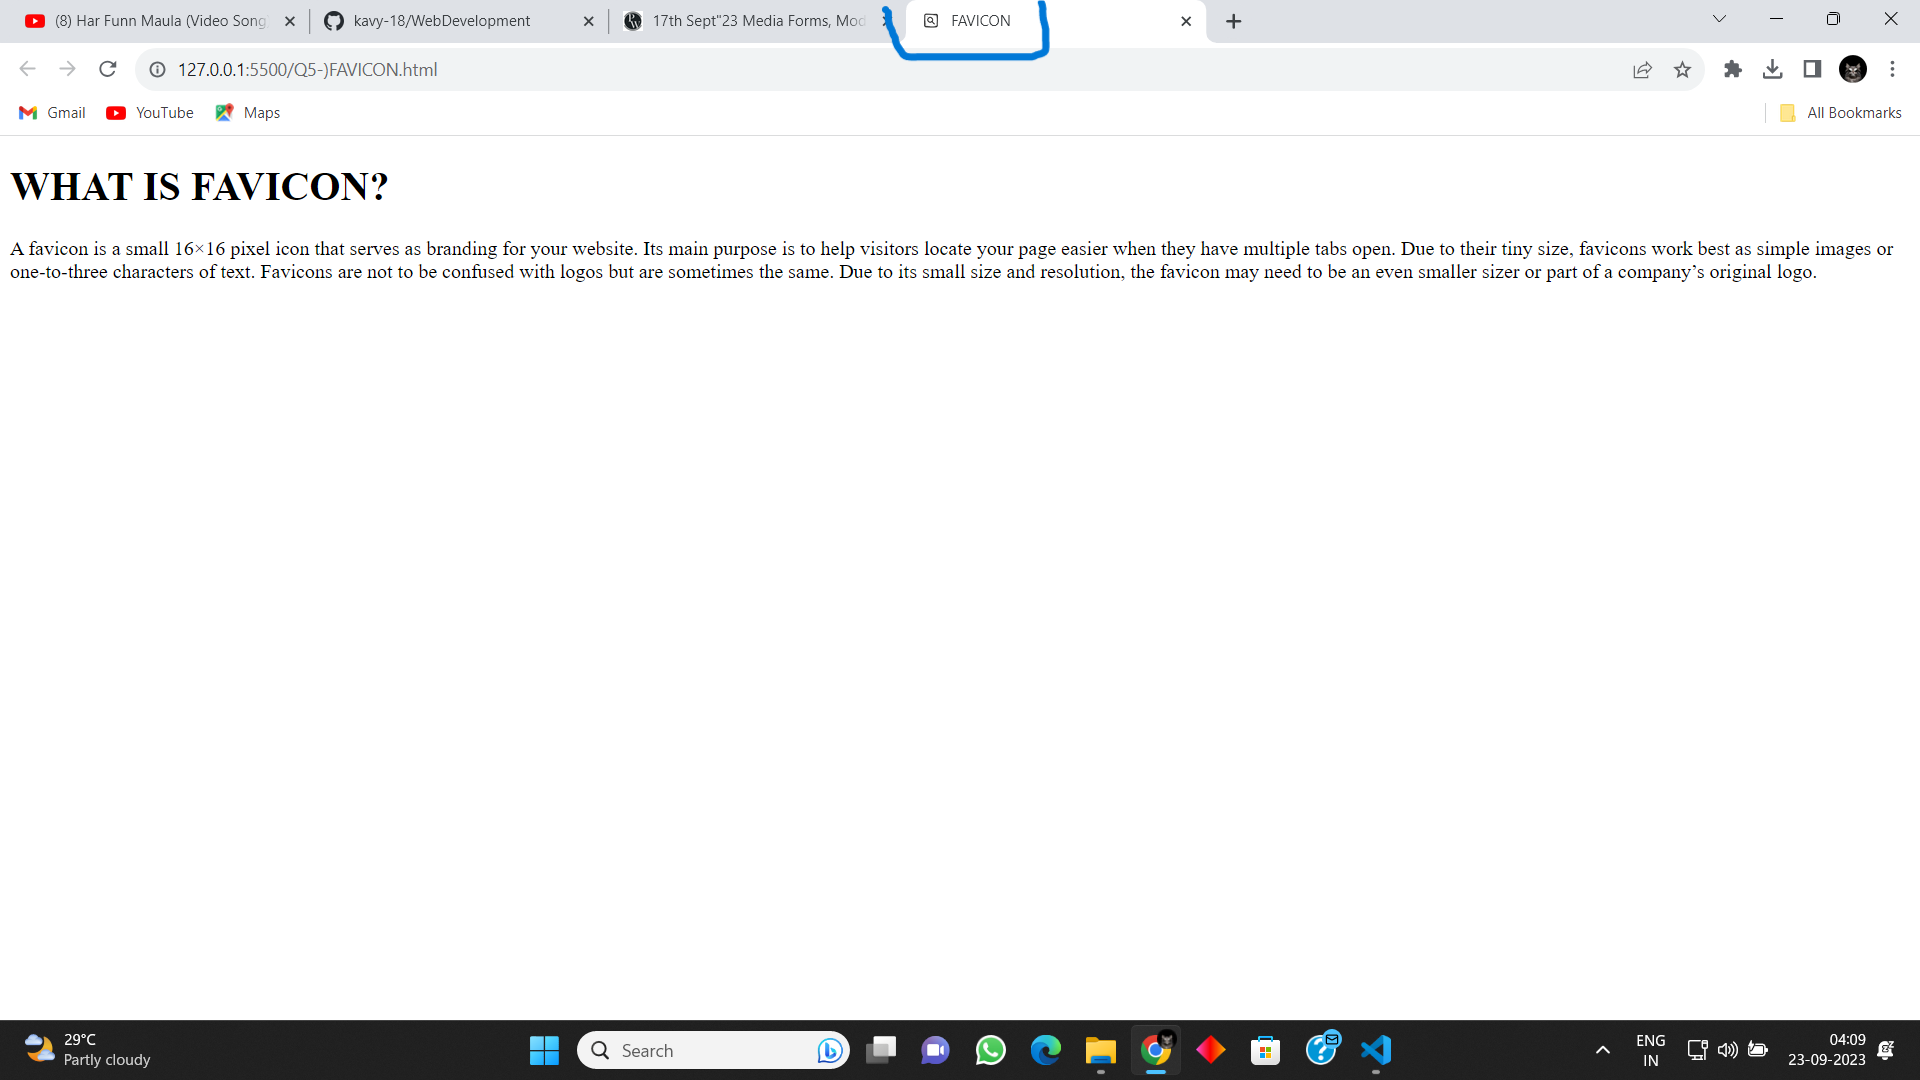 (8) Har Funn Maula (Video Song)
kavy-18/WebDevelopment
17th Sept"23 Media Forms, Mod
FAVICON
127.0.0.1:5500/Q5-)FAVICON.html
Gmail
YouTube
Maps
All Bookmarks
WHAT IS FAVICON?
A favicon is a small 16×16 pixel icon that serves as branding for your website. Its main purpose is to help visitors locate your page easier when they have multiple tabs open. Due to their tiny size, favicons work best as simple images or
one-to-three characters of text. Favicons are not to be confused with logos but are sometimes the same. Due to its small size and resolution, the favicon may need to be an even smaller sizer or part of a company’s original logo.
29°C
Partly cloudy
Search
ENG
IN
04:09
23-09-2023